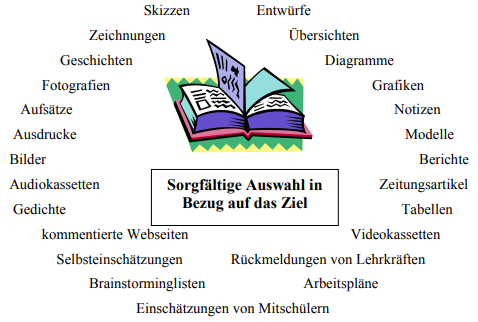 Skizzen Entwürfe
Zeichnungen Übersichten
Geschichten Diagramme
Fotografien Grafiken
Aufsätze Notizen
Ausdrucke Modelle
Bilder Berichte
Audiokassetten Zeitungsartikel
Sorgfältige Auswahl in
Bezug auf das Ziel
Gedichte Tabellen
kommentierte Webseiten Videokassetten
Selbsteinschätzungen Rückmeldungen von Lehrkräften
Brainstorminglisten Arbeitspläne
Einschätzungen von Mitschülern